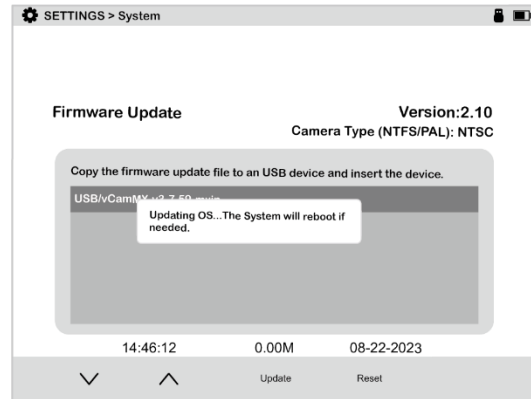 SETTINGS > System
Firmware Update
Version:2.10
Camera Type (NTFS/PAL): NTSC
Copy the firmware update file to an USB device and insert the device.
USB/vCamMX
Updating OS...The System will reboot if
needed.
14:46:12 0.00M 08-22-2023
Update Reset